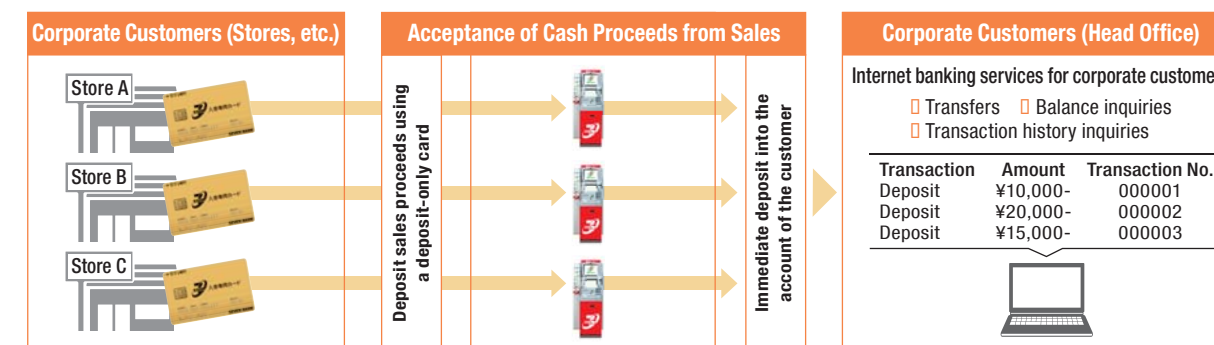 Corporate Customers (Stores, etc.)
Store A
Store B
Store C
Acceptance of Cash Proceeds from Sales
Deposit sales proceeds using
a deposit-only card
Immediate deposit into the
account of the customer
Corporate Customers (Head Office)
Internet banking services for corporate custome
Transfers Balance inquiries
Transaction history inquiries
Transaction Amount Transaction No.
Deposit ¥10,000- 000001
Deposit ¥20,000- 000002
Deposit ¥15,000- 000003